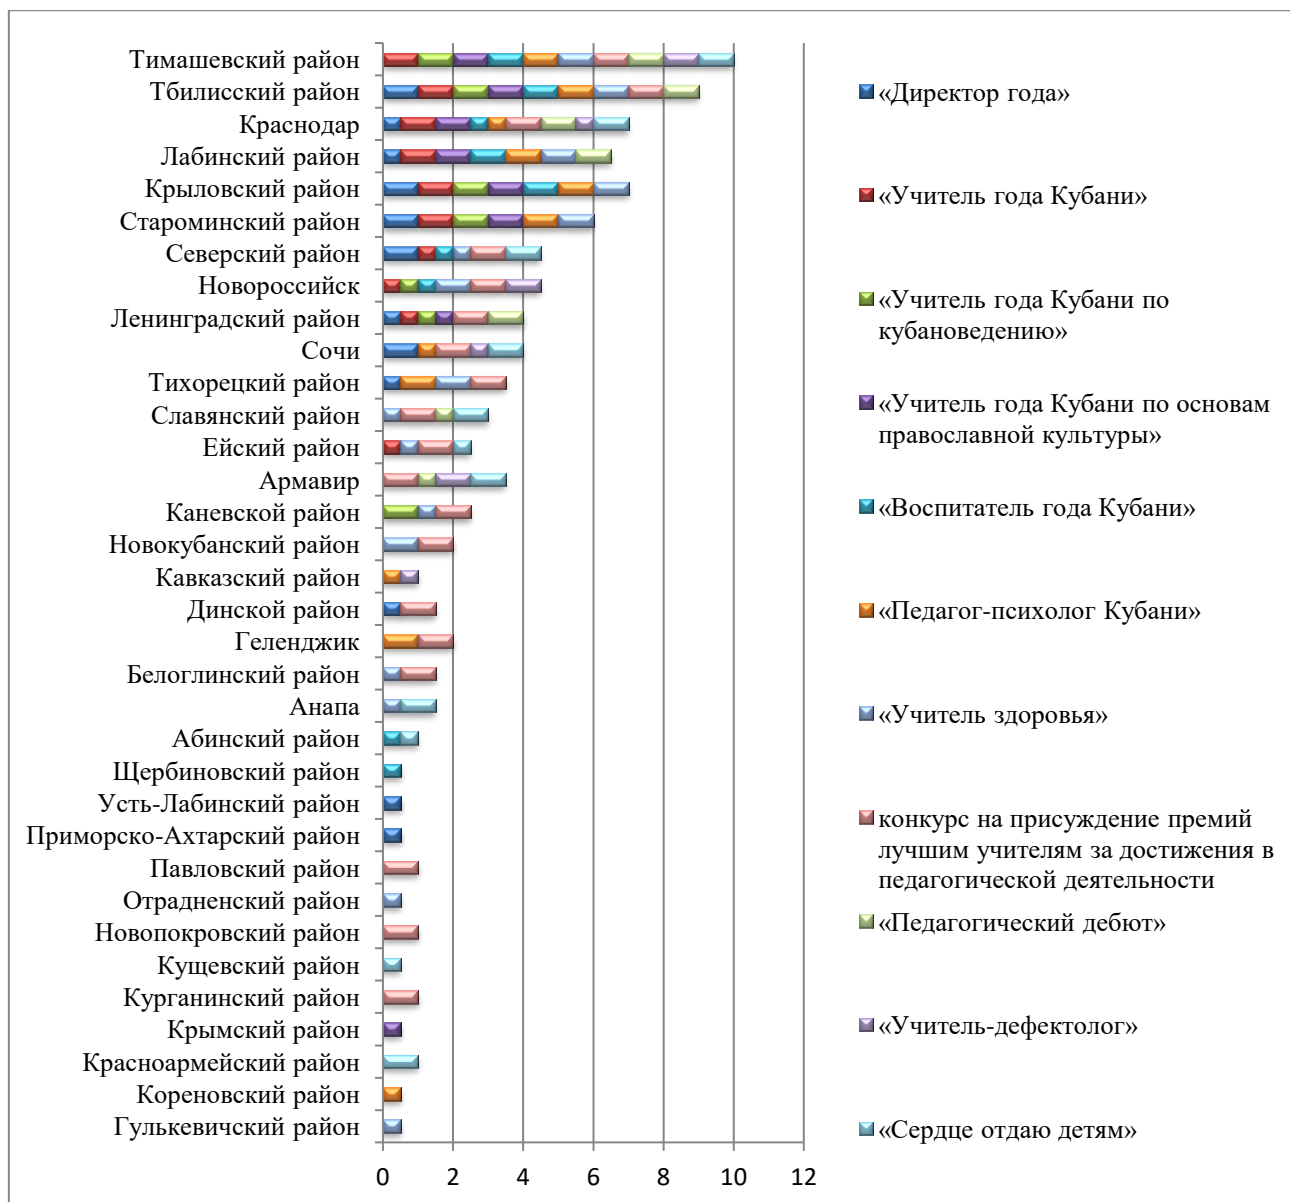 Тимашевский район
Тбилисский район
Краснодар
Лабинский район
Крыловский район
Староминский район
Северский район
Новороссийск
Ленинградский район
Сочи
Тихорецкий район
Славянский район
Ейский район
Армавир
Каневской район
Новокубанский район
Кавказский район
Динской район
Геленджик
Белоглинский район
Анапа
Абинский район
Щербиновский район
Усть-Лабинский район
Приморско-Ахтарский район
Павловский район
Отрадненский район
Новопокровский район
Кущевский район
Курганинский район
Крымский район
Красноармейский район
Кореновский район
Гулькевичский район
0 2 4 6 8 10 12
«Директор года»
«Учитель года Кубани»
«Учитель года Кубани по
кубановедению»
«Учитель года Кубани по основам
православной культуры»
«Воспитатель года Кубани»
«Педагог-психолог Кубани»
«Учитель здоровья»
конкурс на присуждение премий
лучшим учителям за достижения в
педагогической деятельности
«Педагогический дебют»
«Учитель-дефектолог»
«Сердце отдаю детям»